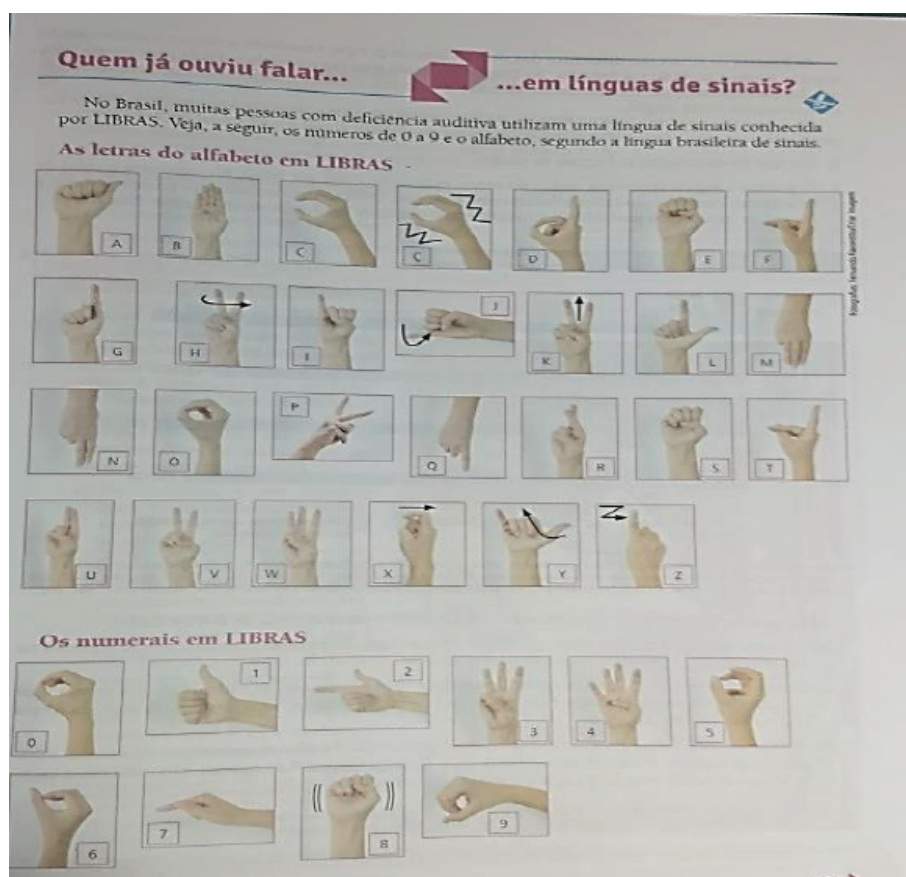 Quem já ouviu falar...
...em línguas de sinais?
No Brasil, muitas pessoas com deficiência auditiva utilizam uma língua de sinais conhecida
por LIBRAS. Veja, a seguir, os números de 0 a 9 e o alfabeto, segundo a língua brasileira de sinais.
As letras do alfabeto em LIBRAS
A B C Ç D E F
G H I J K L M
N O P Q R S T
U V W X Y Z
Os numerais em LIBRAS
0 1 2 3 4 5
6 7 8 9